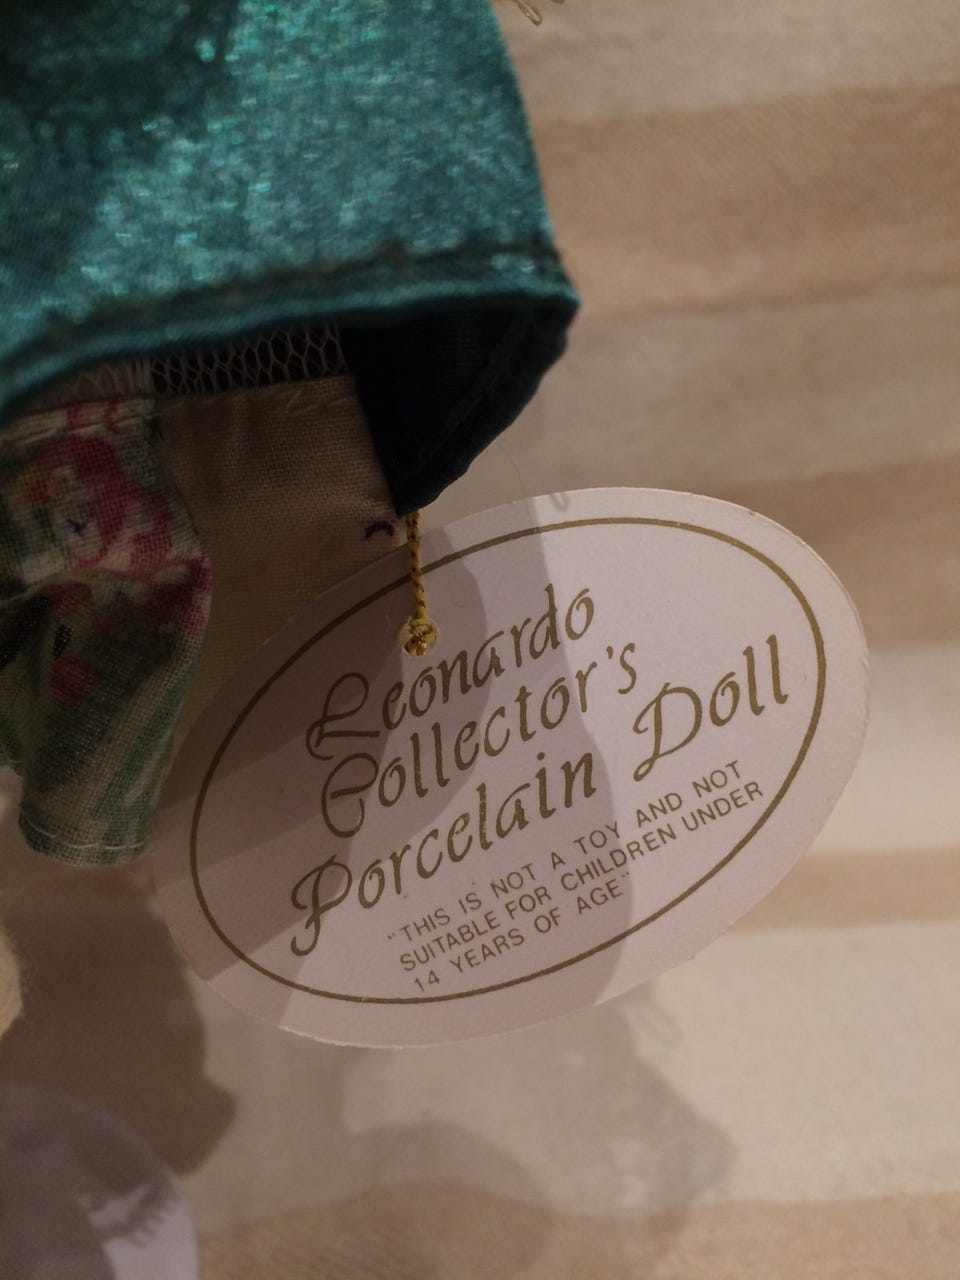 Leonardo
Collector's
Porcelain Doll
"THIS IS NOT A TOY AND NOT
SUITABLE FOR CHILDREN UNDER
14 YEARS OF AGE"